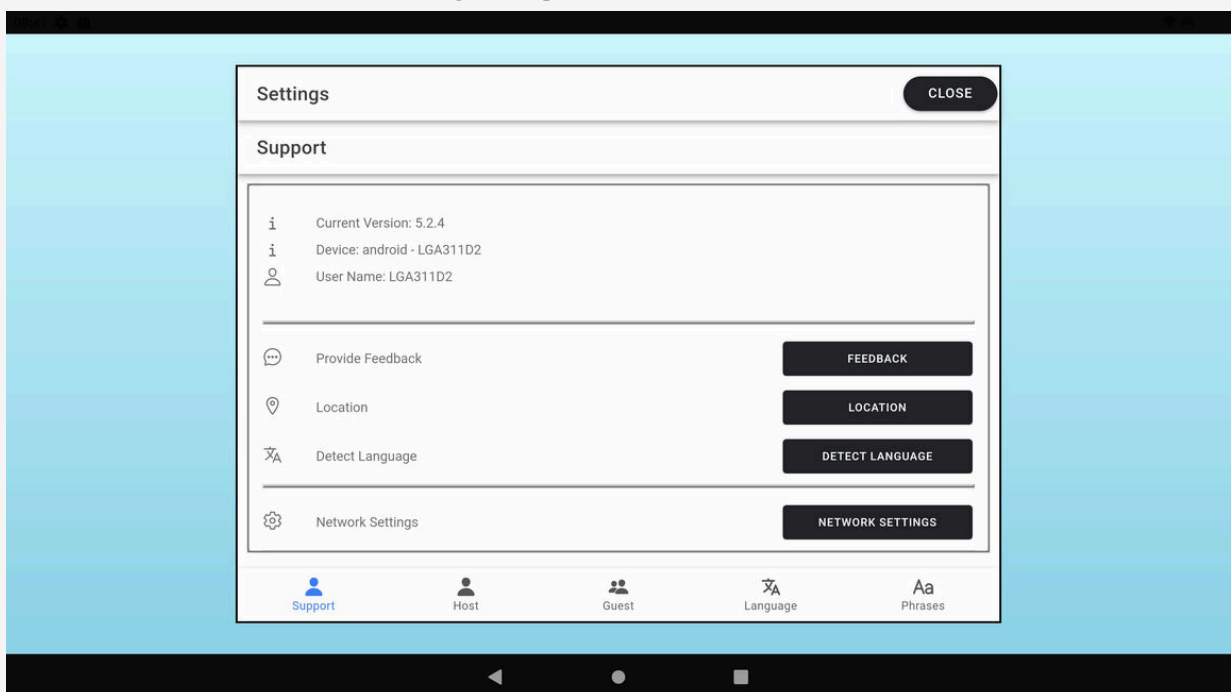 Settings
CLOSE
Support
Current Version: 5.2.4
Device: android - LGA311D2
User Name: LGA311D2
Provide Feedback
FEEDBACK
Location
LOCATION
Detect Language
DETECT LANGUAGE
Network Settings
NETWORK SETTINGS
Support
Host
Guest
Language
Aa
Phrases